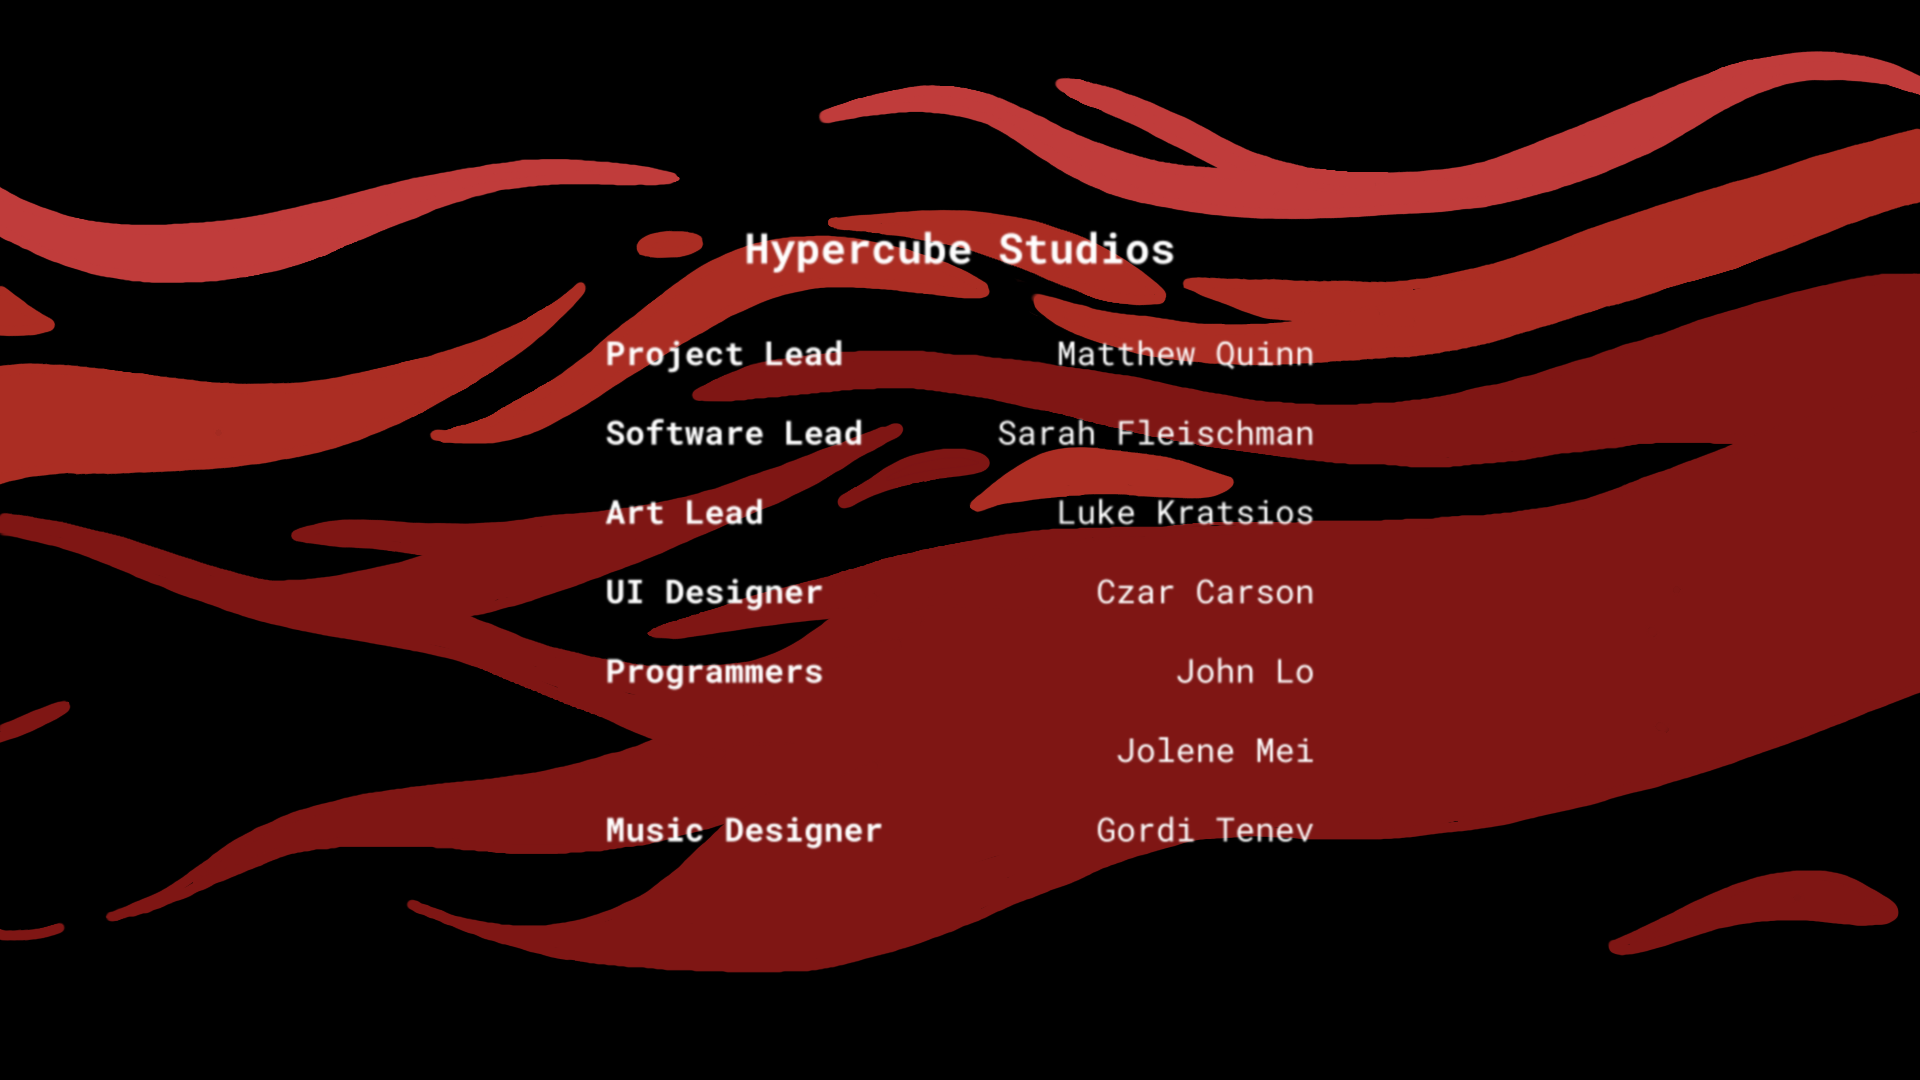 Hypercube Studios
Project Lead Matthew Quinn
Software Lead Sarah Fleischman
Art Lead Luke Kratsios
UI Designer Czar Carson
Programmers John Lo
Jolene Mei
Music Designer Gordi Tenev